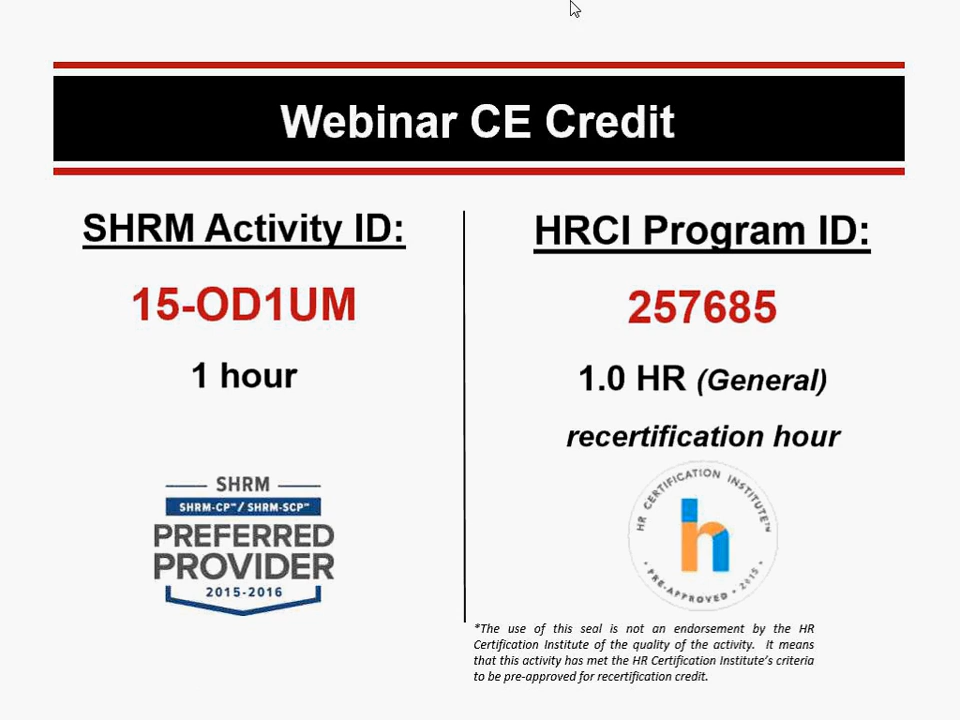 Webinar CE Credit
SHRM Activity ID:
15-OD1UM
1 hour
SHRM
SHRM-CP™/ SHRM-SCP™
PREFERRED
PROVIDER
2015-2016
HRCI Program ID:
257685
1.0 HR (General)
recertification hour
HR CERTIFICATION INSTITUTE™
h
• PRE-APPROVED • 2015 •
*The use of this seal is not an endorsement by the HR
Certification Institute of the quality of the activity. It means
that this activity has met the HR Certification Institute's criteria
to be pre-approved for recertification credit.